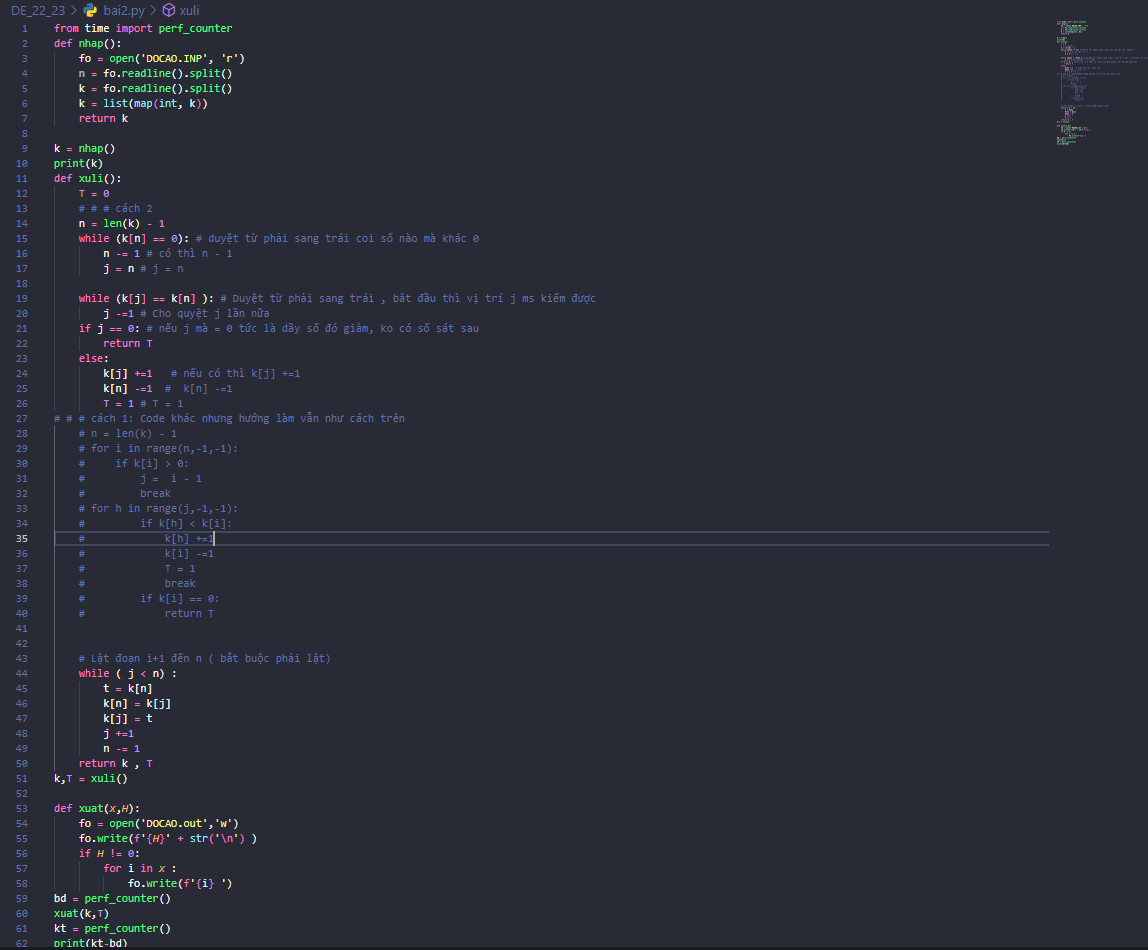 DE_22_23 > bai2.py > xuli
1 from time import perf_counter
2 def nhap():
3 fo = open('DOCAO.INP', 'r')
4 n = fo.readline().split()
5 k = fo.readline().split()
6 k = list(map(int, k))
7 return k
8
9 k = nhap()
10 print(k)
11 def xuli():
12 T = 0
13 # # # cách 2
14 n = len(k) - 1
15 while (k[n] == 0): # duyệt từ phải sang trái coi số nào mà khác 0
16 n -= 1 # có thì n - 1
17 j = n # j = n
18
19 while (k[j] == k[n] ): # Duyệt từ phải sang trái , bắt đầu thì vị trí j ms kiểm được
20 j -=1 # Cho quyệt j lần nữa
21 if j == 0: # nếu j mà = 0 tức là dãy số đó giảm, ko có số sát sau
22 return T
23 else:
24 k[j] +=1 # nếu có thì k[j] +=1
25 k[n] -=1 # k[n] -=1
26 T = 1 # T = 1
27 # # # cách 1: Code khác nhưng hướng làm vẫn như cách trên
28 # n = len(k) - 1
29 # for i in range(n,-1,-1):
30 # if k[i] > 0:
31 # j = i - 1
32 # break
33 # for h in range(j,-1,-1):
34 # if k[h] < k[i]:
35 # k[h] +=1
36 # k[i] -=1
37 # T = 1
38 # break
39 # if k[i] == 0:
40 # return T
41
42
43 # Lật đoạn i+1 đến n ( bắt buộc phải lật)
44 while ( j < n) :
45 t = k[n]
46 k[n] = k[j]
47 k[j] = t
48 j +=1
49 n -= 1
50 return k , T
51 k,T = xuli()
52
53 def xuat(x,H):
54 fo = open('DOCAO.out','w')
55 fo.write(f'{H}' + str('\n') )
56 if H != 0:
57 for i in x :
58 fo.write(f'{i} ')
59 bd = perf_counter()
60 xuat(k,T)
61 kt = perf_counter()
62 print(kt-bd)